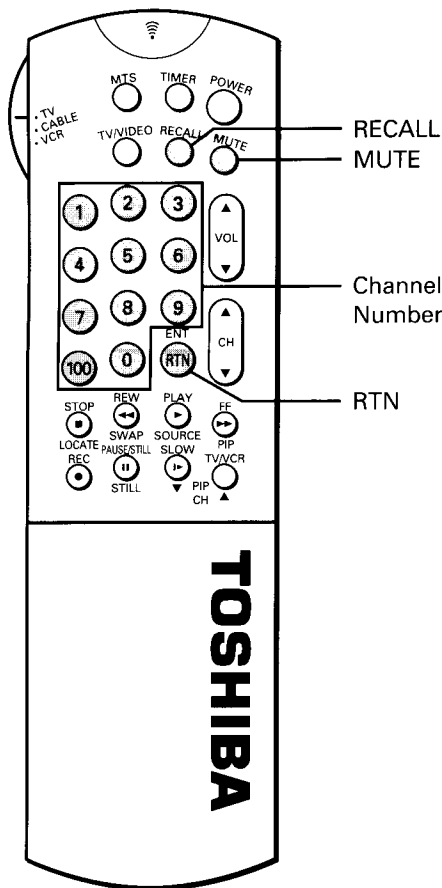 MTS TIMER POWER
• TV
• CABLE
• VCR
TV/VIDEO RECALL MUTE
RECALL
MUTE
1 2 3
VOL
4 5 6
7 8 9
Channel
Number
CH
ENT
100 0 RTN
RTN
STOP REW PLAY FF
LOCATE SWAP SOURCE PIP
REC PAUSE/STILL SLOW TV/VCR
STILL PIP
CH
TOSHIBA